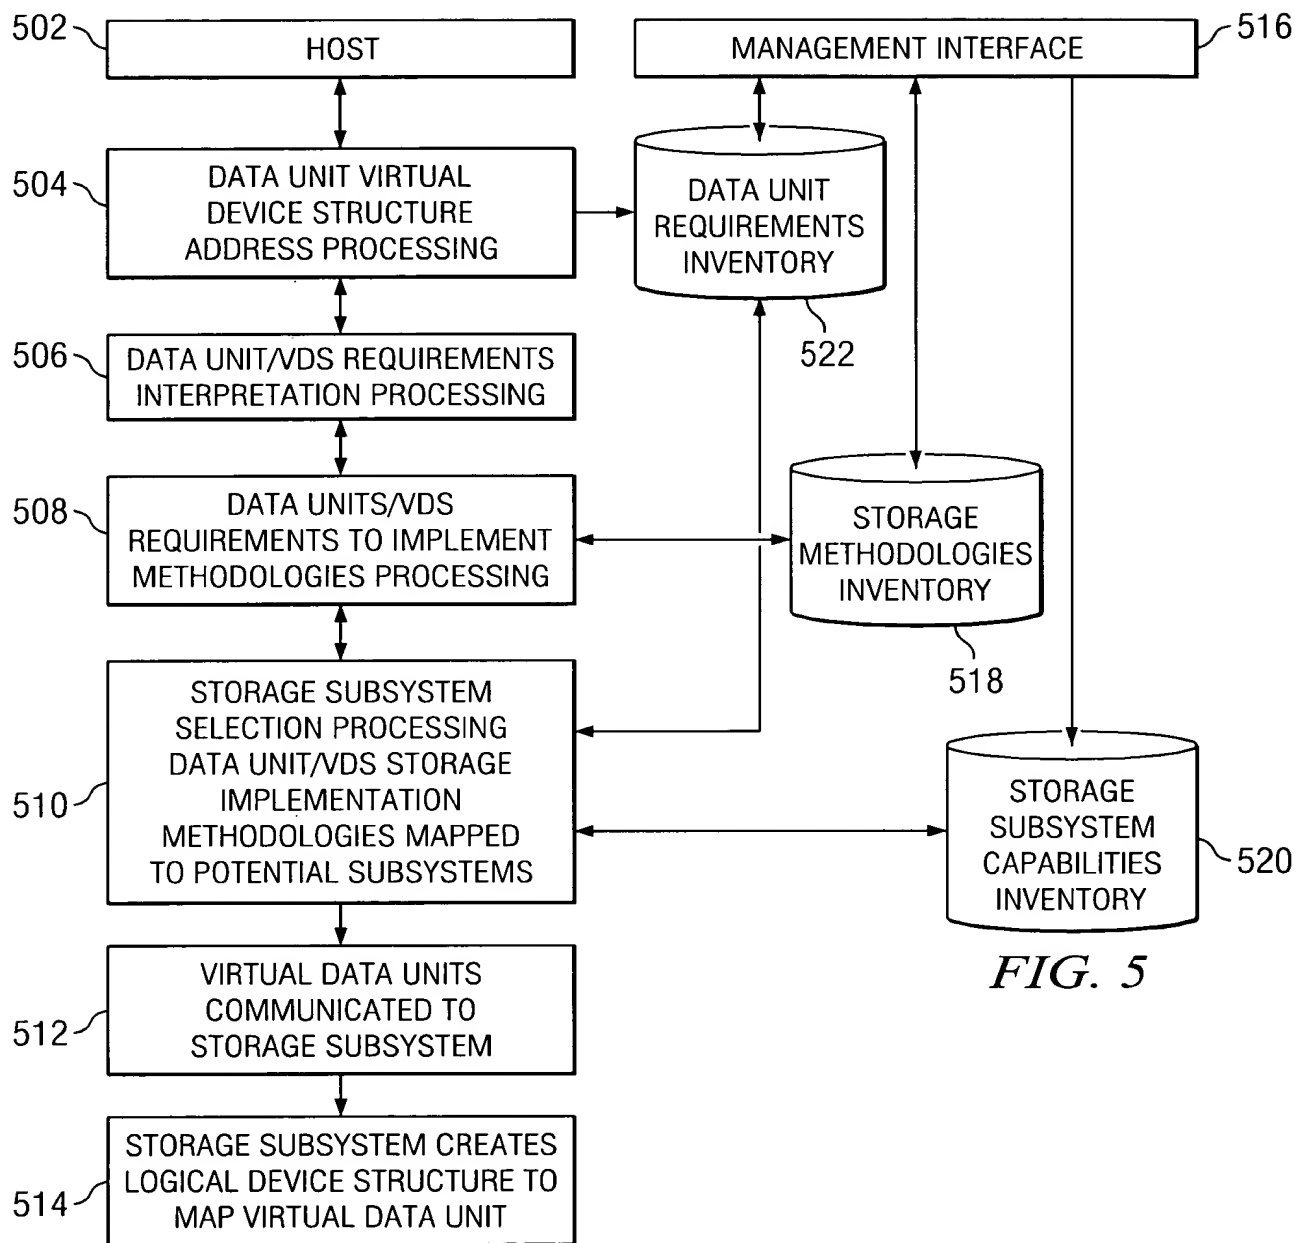 502
HOST
MANAGEMENT INTERFACE
516
504
DATA UNIT VIRTUAL
DEVICE STRUCTURE
ADDRESS PROCESSING
DATA UNIT
REQUIREMENTS
INVENTORY
522
506
DATA UNIT/VDS REQUIREMENTS
INTERPRETATION PROCESSING
508
DATA UNITS/VDS
REQUIREMENTS TO IMPLEMENT
METHODOLOGIES PROCESSING
STORAGE
METHODOLOGIES
INVENTORY
518
510
STORAGE SUBSYSTEM
SELECTION PROCESSING
DATA UNIT/VDS STORAGE
IMPLEMENTATION
METHODOLOGIES MAPPED
TO POTENTIAL SUBSYSTEMS
STORAGE
SUBSYSTEM
CAPABILITIES
INVENTORY
520
FIG. 5
512
VIRTUAL DATA UNITS
COMMUNICATED TO
STORAGE SUBSYSTEM
514
STORAGE SUBSYSTEM CREATES
LOGICAL DEVICE STRUCTURE TO
MAP VIRTUAL DATA UNIT